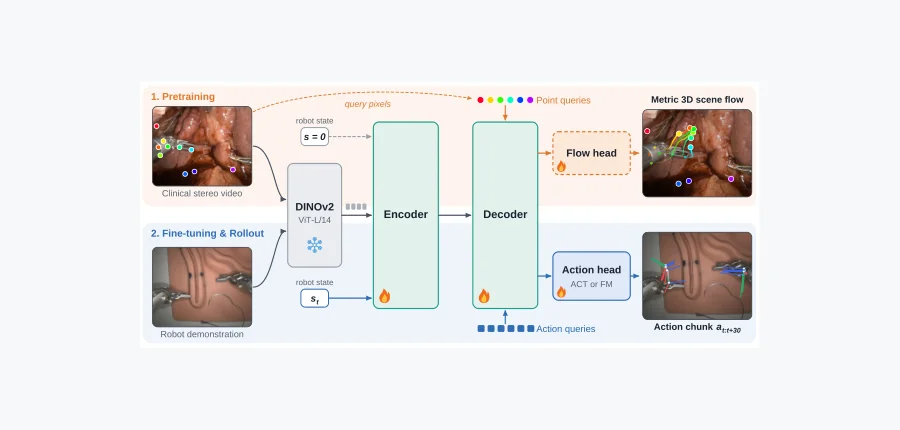 1. Pretraining
query pixels
Point queries
Metric 3D scene flow
robot state
s = 0
Flow head
Clinical stereo video
DINOv2
ViT-L/14
Encoder
Decoder
2. Fine-tuning & Rollout
Action head
ACT or FM
robot state
st
Robot demonstration
Action queries
Action chunk at:t+30